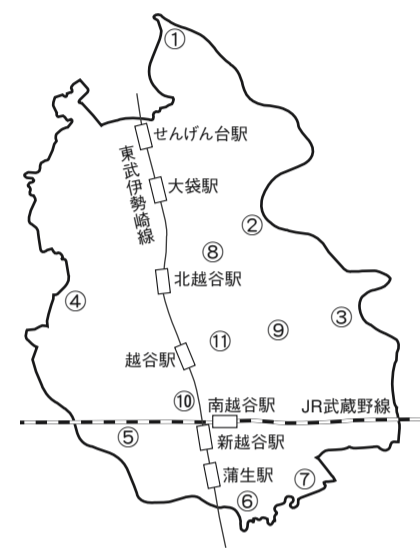 ①
せんげん台駅
東武伊勢崎線
大袋駅
②
⑧
北越谷駅
④
③
⑨
⑪
越谷駅
⑩
南越谷駅
JR武蔵野線
⑤
新越谷駅
蒲生駅
⑦
⑥